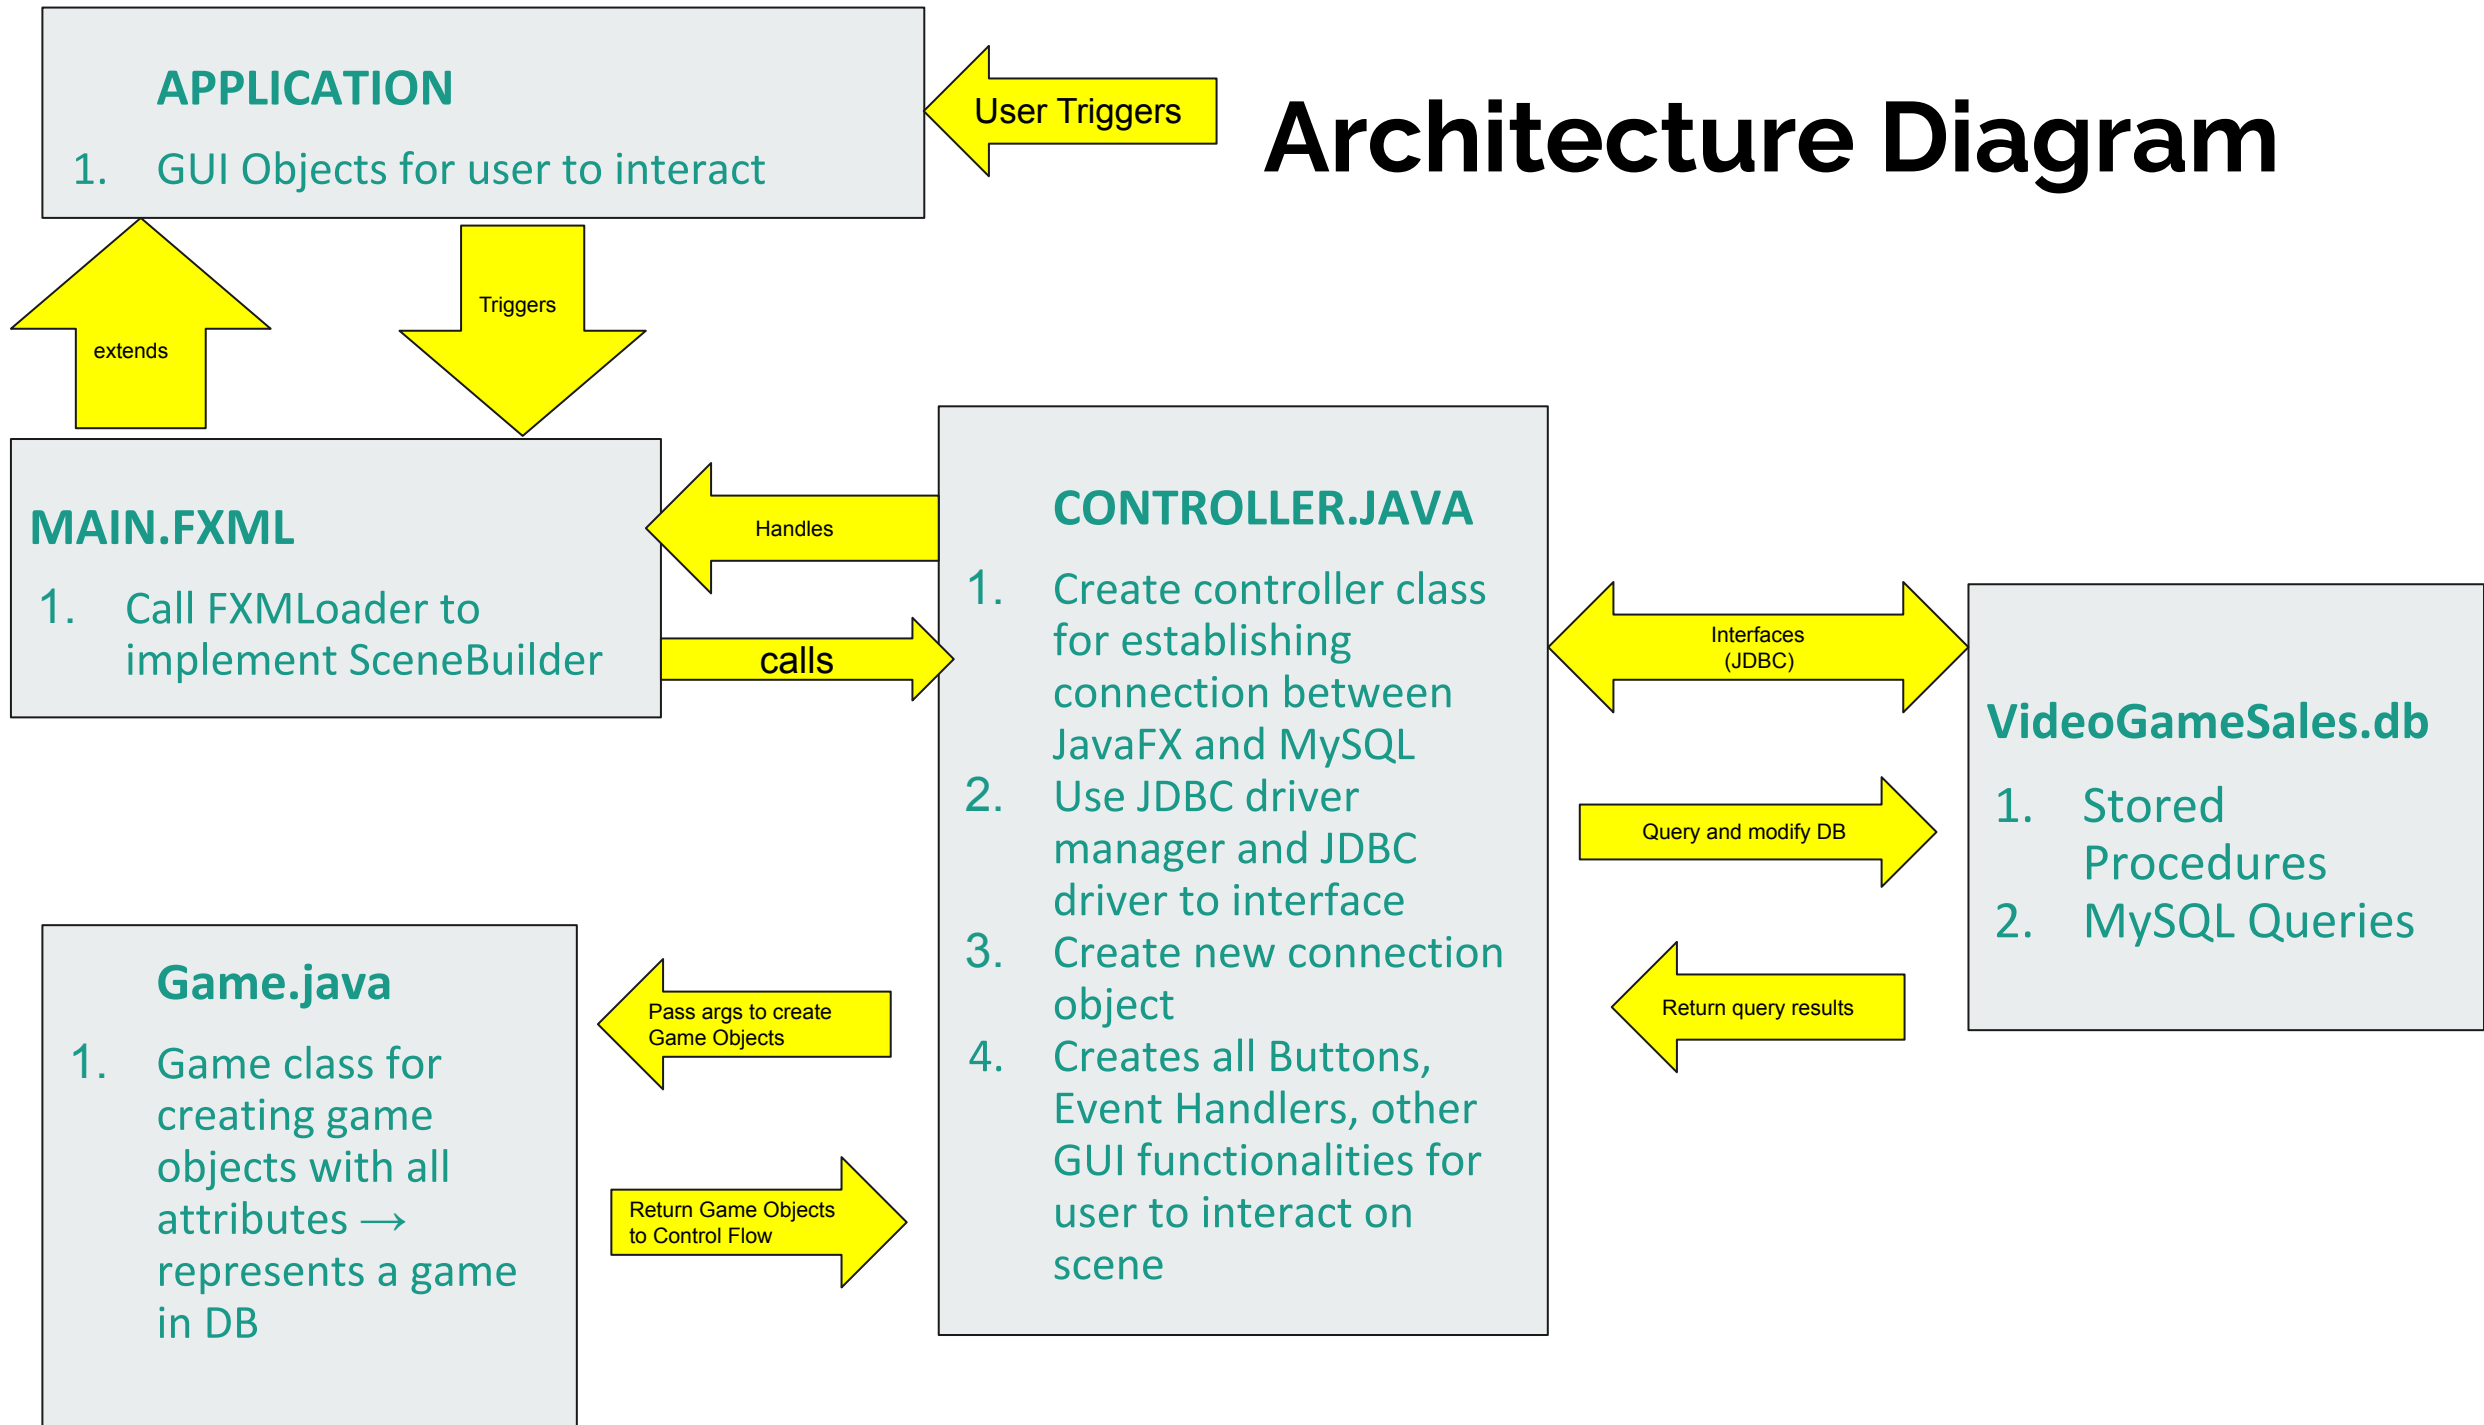 APPLICATION
1. GUI Objects for user to interact
User Triggers
Architecture Diagram
extends
Triggers
MAIN.FXML
1. Call FXMLoader to
implement SceneBuilder
Handles
calls
CONTROLLER.JAVA
1. Create controller class
for establishing
connection between
JavaFX and MySQL
2. Use JDBC driver
manager and JDBC
driver to interface
3. Create new connection
object
4. Creates all Buttons,
Event Handlers, other
GUI functionalities for
user to interact on
scene
Interfaces
(JDBC)
Query and modify DB
Return query results
VideoGameSales.db
1. Stored
Procedures
2. MySQL Queries
Game.java
1. Game class for
creating game
objects with all
attributes →
represents a game
in DB
Pass args to create
Game Objects
Return Game Objects
to Control Flow